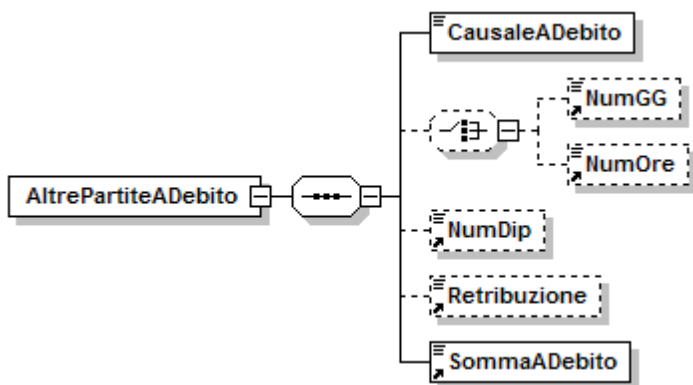 CausaleADebito
NumGG
NumOre
AltrePartiteADebito
NumDip
Retribuzione
SommaADebito